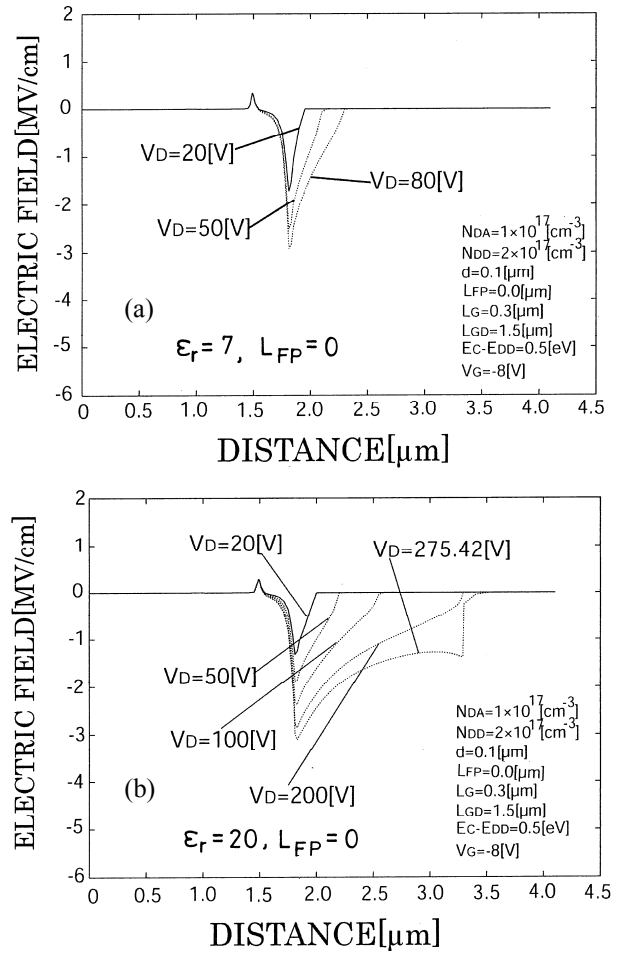 ELECTRIC FIELD[MV/cm]
2
1
0
-1
-2
-3
-4
-5
-6
VD=20[V]
VD=50[V]
VD=80[V]
NDA=1×10¹⁷[cm⁻³]
NDD=2×10¹⁷[cm⁻³]
d=0.1[μm]
LFP=0.0[μm]
LG=0.3[μm]
LGD=1.5[μm]
EC-EDD=0.5[eV]
VG=-8[V]
(a)
εr=7, LFP=0
0 0.5 1.0 1.5 2.0 2.5 3.0 3.5 4.0 4.5
DISTANCE[μm]
ELECTRIC FIELD[MV/cm]
2
1
0
-1
-2
-3
-4
-5
-6
VD=20[V]
VD=275.42[V]
VD=50[V]
VD=100[V]
VD=200[V]
NDA=1×10¹⁷[cm⁻³]
NDD=2×10¹⁷[cm⁻³]
d=0.1[μm]
LFP=0.0[μm]
LG=0.3[μm]
LGD=1.5[μm]
EC-EDD=0.5[eV]
VG=-8[V]
(b)
εr=20, LFP=0
0 0.5 1.0 1.5 2.0 2.5 3.0 3.5 4.0 4.5
DISTANCE[μm]